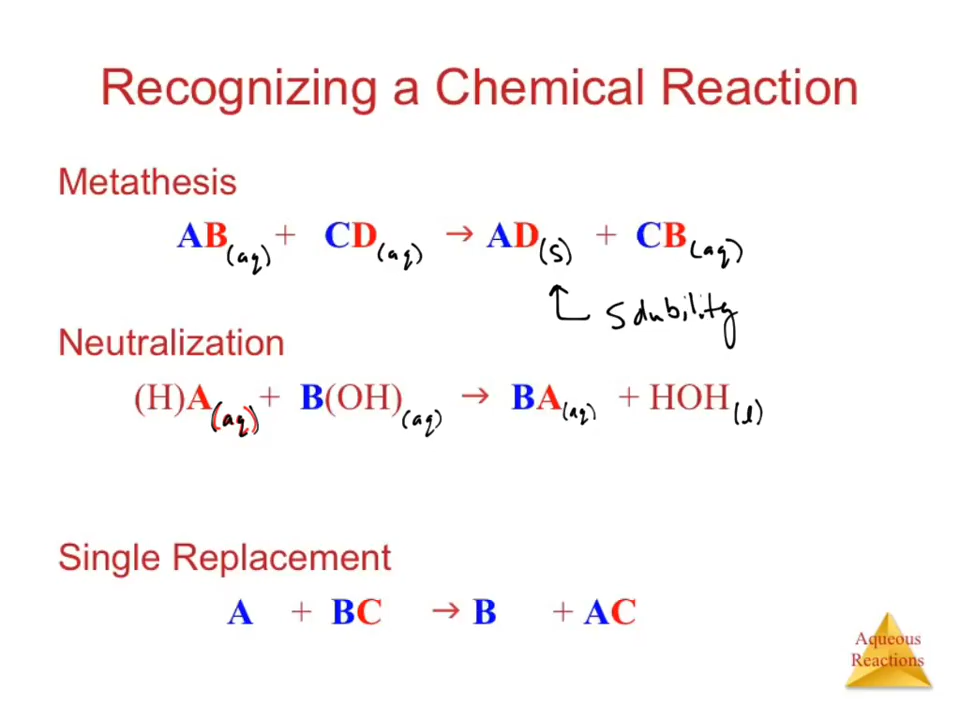 Recognizing a Chemical Reaction
Metathesis
AB(aq) + CD(aq) → AD(s) + CB(aq)
Solubility
Neutralization
(H)A(aq) + B(OH)(aq) → BA(aq) + HOH(l)
Single Replacement
A + BC → B + AC
Aqueous
Reactions